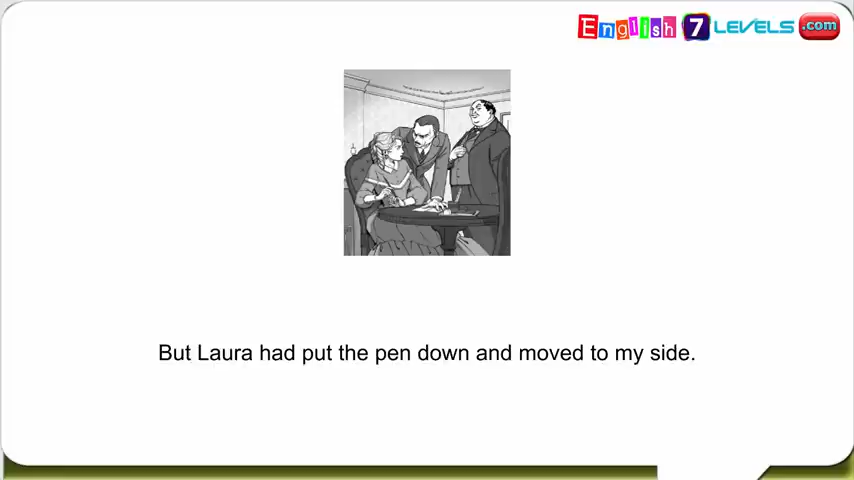 English 7 LEVELS .com
But Laura had put the pen down and moved to my side.